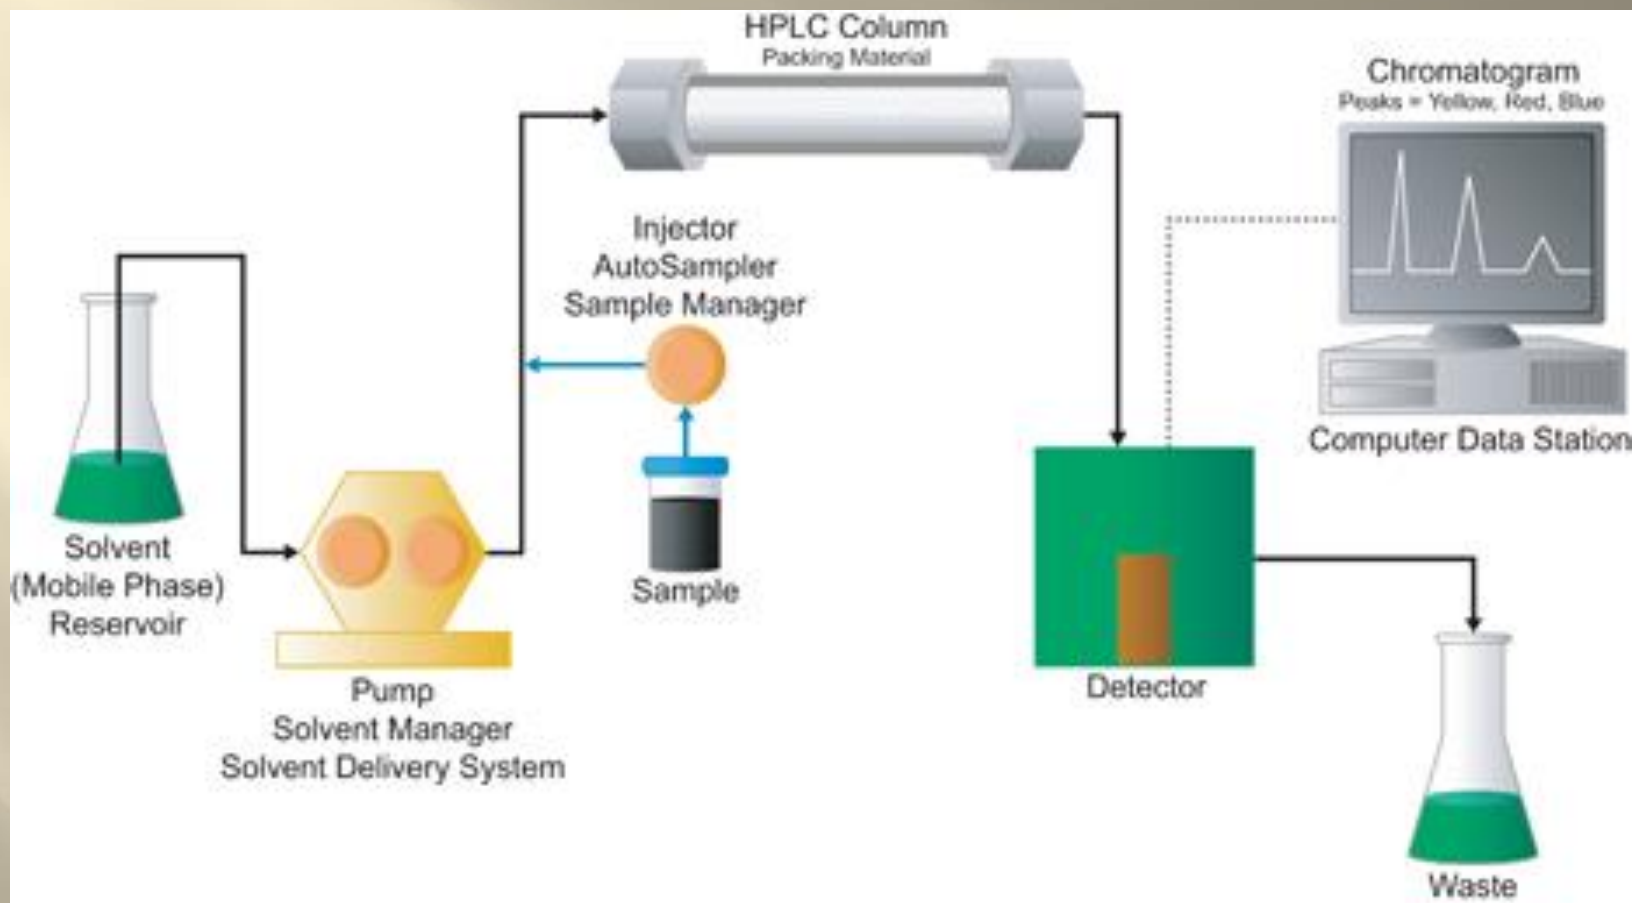 HPLC Column
Packing Material
Chromatogram
Peaks = Yellow, Red, Blue
Injector
AutoSampler
Sample Manager
Computer Data Station
Solvent
(Mobile Phase)
Reservoir
Sample
Pump
Solvent Manager
Solvent Delivery System
Detector
Waste